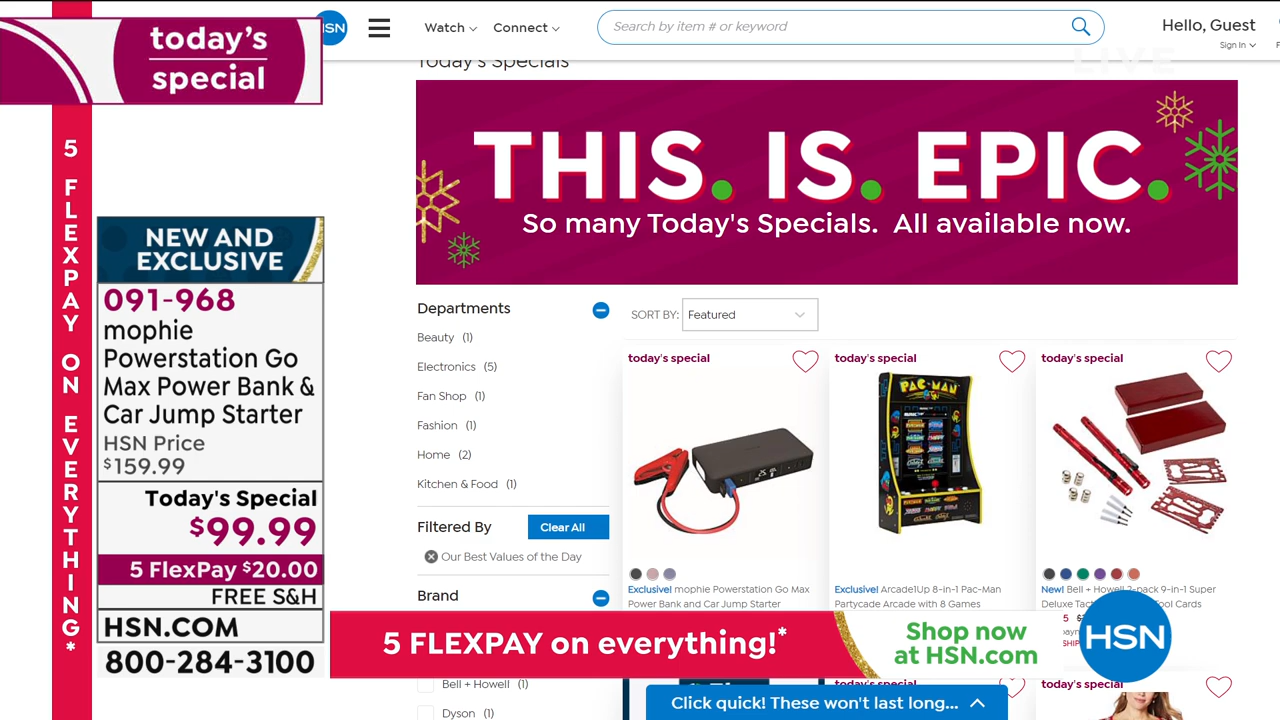 today's
special
HSN
Watch
Connect
Search by item # or keyword
Hello, Guest
Sign In
LIVE
Today's Specials
5 FLEXPAY ON EVERYTHING*
THIS. IS. EPIC.
So many Today's Specials. All available now.
NEW AND
EXCLUSIVE
091-968
mophie
Powerstation Go
Max Power Bank &
Car Jump Starter
HSN Price
$159.99
Today's Special
$99.99
5 FlexPay $20.00
FREE S&H
HSN.COM
800-284-3100
Departments
Beauty (1)
Electronics (5)
Fan Shop (1)
Fashion (1)
Home (2)
Kitchen & Food (1)
Filtered By
Clear All
Our Best Values of the Day
Brand
Bell + Howell (1)
Dyson (1)
SORT BY: Featured
today's special
Exclusive! mophie Powerstation Go Max
Power Bank and Car Jump Starter
today's special
PAC-MAN
Exclusive! Arcade1Up 8-in-1 Pac-Man
Partycade Arcade with 8 Games
today's special
New! Bell + Howell 2-pack 9-in-1 Super
Deluxe Tool Cards
today's special
today's special
5 FLEXPAY on everything!*
Shop now
at HSN.com
HSN
Click quick! These won't last long...